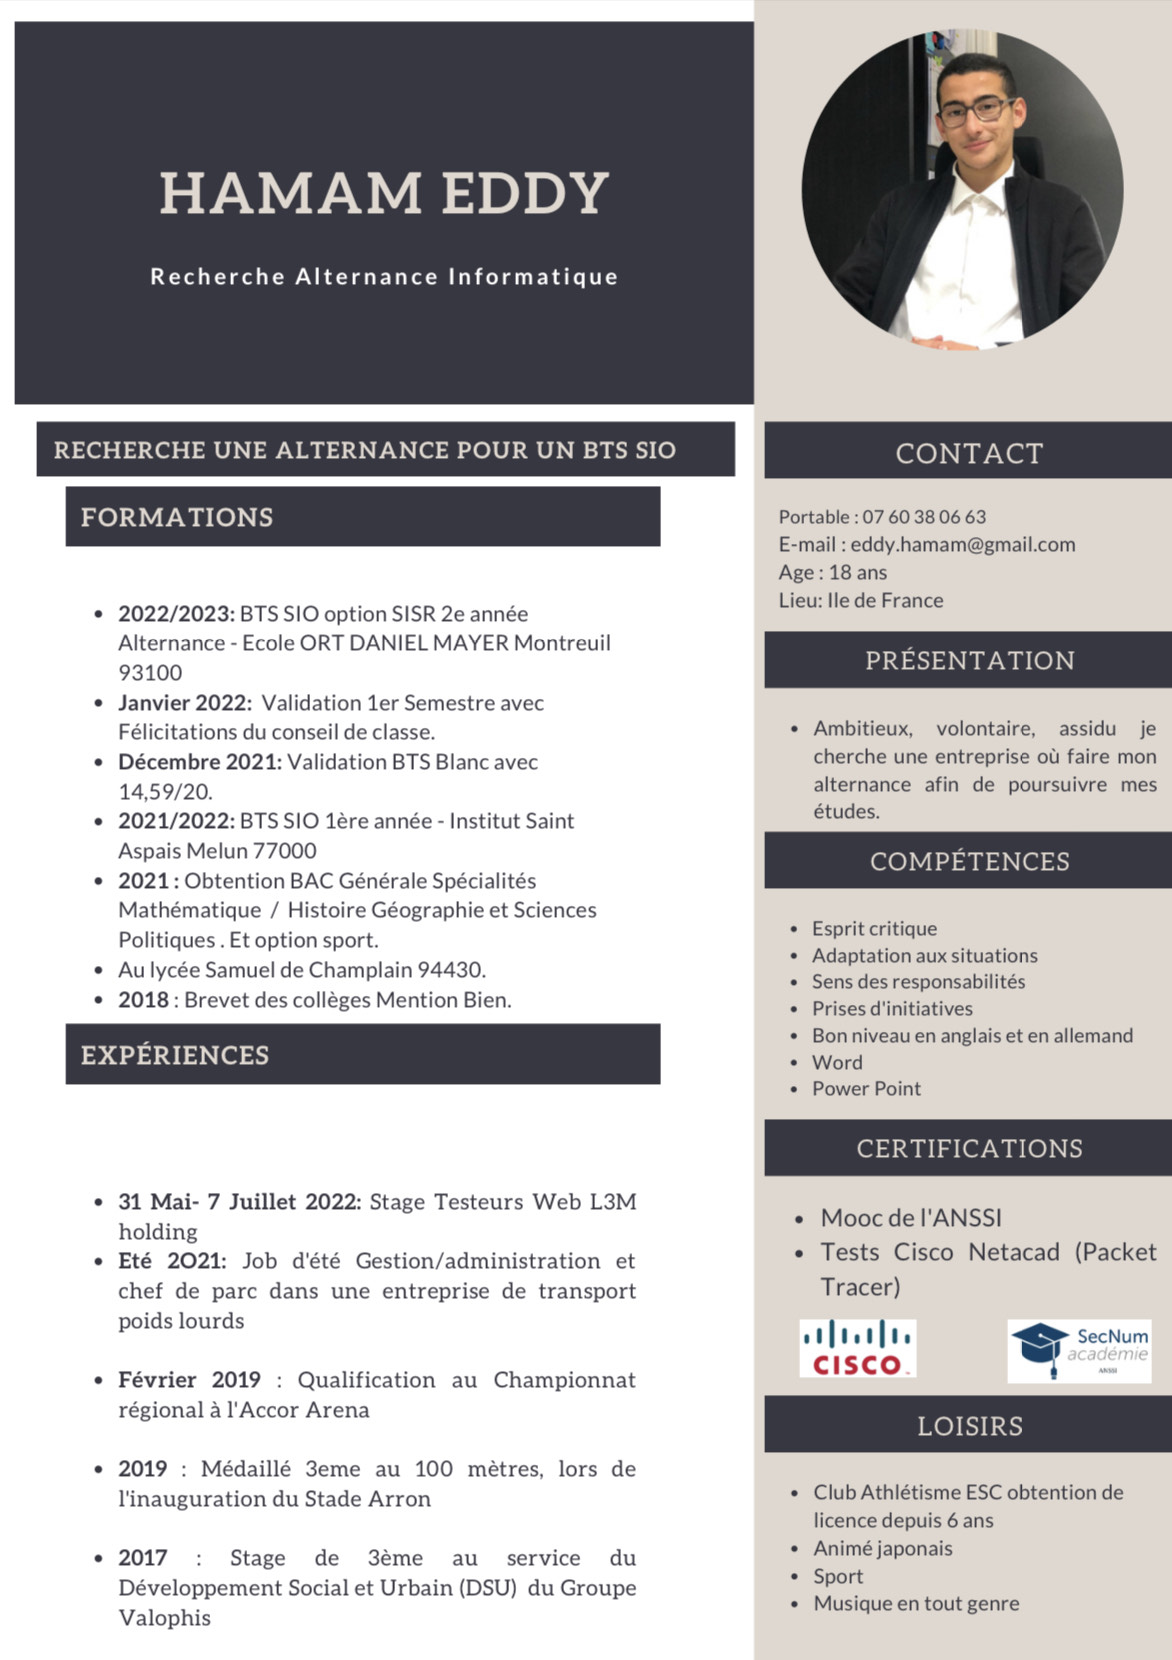 HAMAM EDDY
Recherche Alternance Informatique
RECHERCHE UNE ALTERNANCE POUR UN BTS SIO
FORMATIONS
2022/2023: BTS SIO option SISR 2e année
Alternance - Ecole ORT DANIEL MAYER Montreuil
93100
Janvier 2022: Validation 1er Semestre avec
Félicitations du conseil de classe.
Décembre 2021: Validation BTS Blanc avec
14,59/20.
2021/2022: BTS SIO 1ère année - Institut Saint
Aspais Melun 77000
2021 : Obtention BAC Générale Spécialités
Mathématique / Histoire Géographie et Sciences
Politiques . Et option sport.
Au lycée Samuel de Champlain 94430.
2018 : Brevet des collèges Mention Bien.
EXPÉRIENCES
31 Mai- 7 Juillet 2022: Stage Testeurs Web L3M
holding
Eté 2O21: Job d'été Gestion/administration et
chef de parc dans une entreprise de transport
poids lourds
Février 2019 : Qualification au Championnat
régional à l'Accor Arena
2019 : Médaillé 3eme au 100 mètres, lors de
l'inauguration du Stade Arron
2017 : Stage de 3ème au service du
Développement Social et Urbain (DSU) du Groupe
Valophis
CONTACT
Portable : 07 60 38 06 63
E-mail : eddy.hamam@gmail.com
Age : 18 ans
Lieu: Ile de France
PRÉSENTATION
Ambitieux, volontaire, assidu je
cherche une entreprise où faire mon
alternance afin de poursuivre mes
études.
COMPÉTENCES
Esprit critique
Adaptation aux situations
Sens des responsabilités
Prises d'initiatives
Bon niveau en anglais et en allemand
Word
Power Point
CERTIFICATIONS
Mooc de l'ANSSI
Tests Cisco Netacad (Packet
Tracer)
CISCO
SecNum
académie
ANSSI
LOISIRS
Club Athlétisme ESC obtention de
licence depuis 6 ans
Animé japonais
Sport
Musique en tout genre